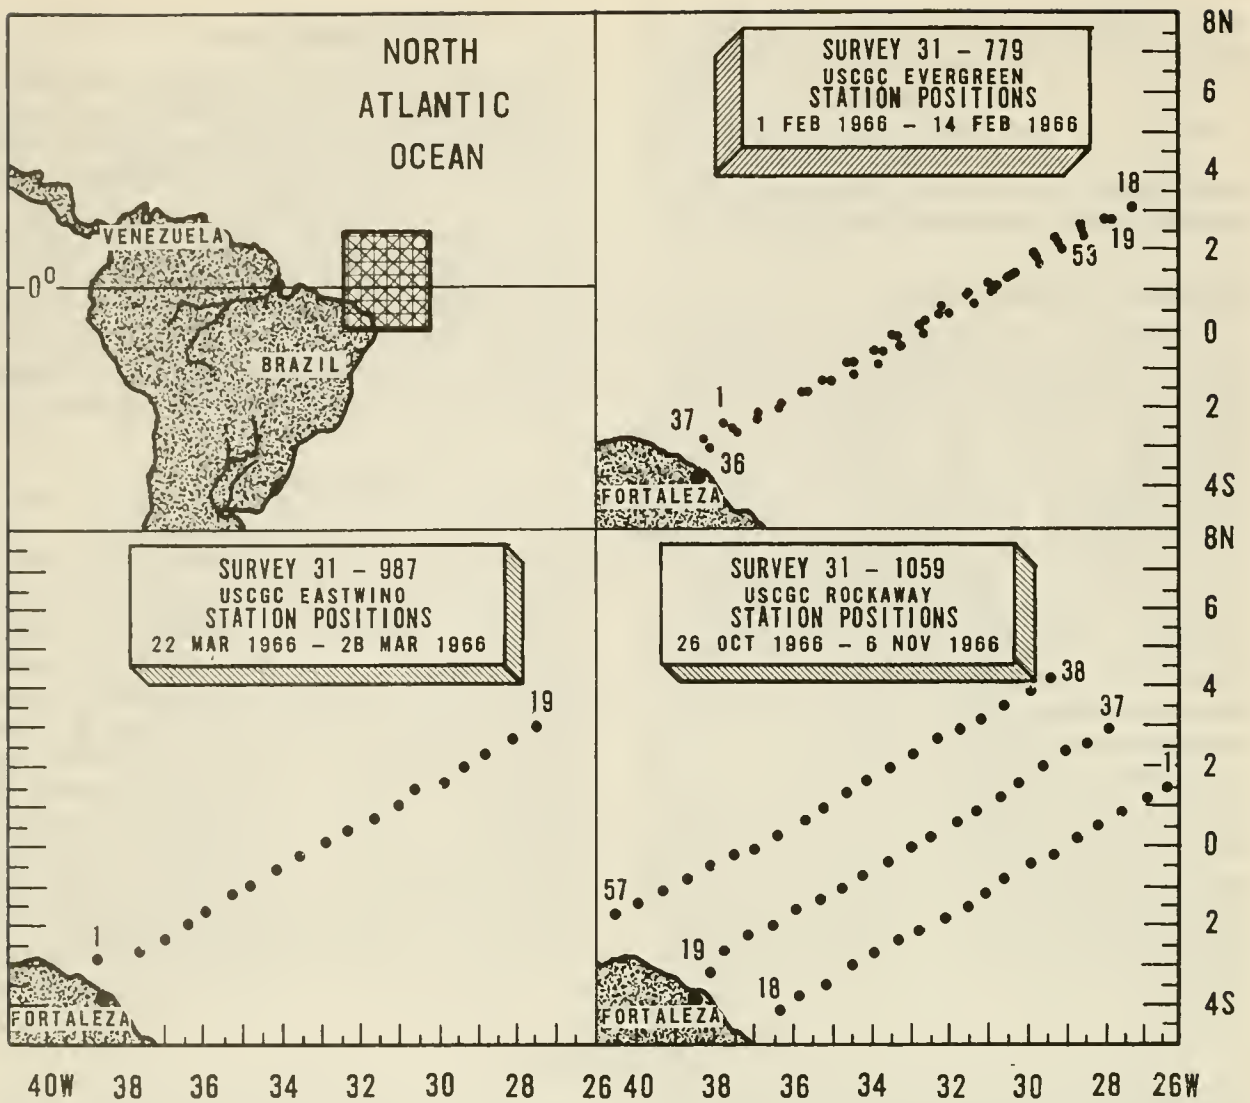 NORTH
ATLANTIC
OCEAN
VENEZUELA
0°
BRAZIL
SURVEY 31 - 779
USCGC EVERGREEN
STATION POSITIONS
1 FEB 1966 - 14 FEB 1966
18
19
53
1
37
36
FORTALEZA
8N
6
4
2
0
2
4S
SURVEY 31 - 987
USCGC EASTWINO
STATION POSITIONS
22 MAR 1966 - 2B MAR 1966
19
1
FORTALEZA
SURVEY 31 - 1059
USCGC ROCKAWAY
STATION POSITIONS
26 OCT 1966 - 6 NOV 1966
38
37
1
57
19
18
FORTALEZA
8N
6
4
2
0
2
4S
40W 38 36 34 32 30 28 26 40 38 36 34 32 30 28 26W